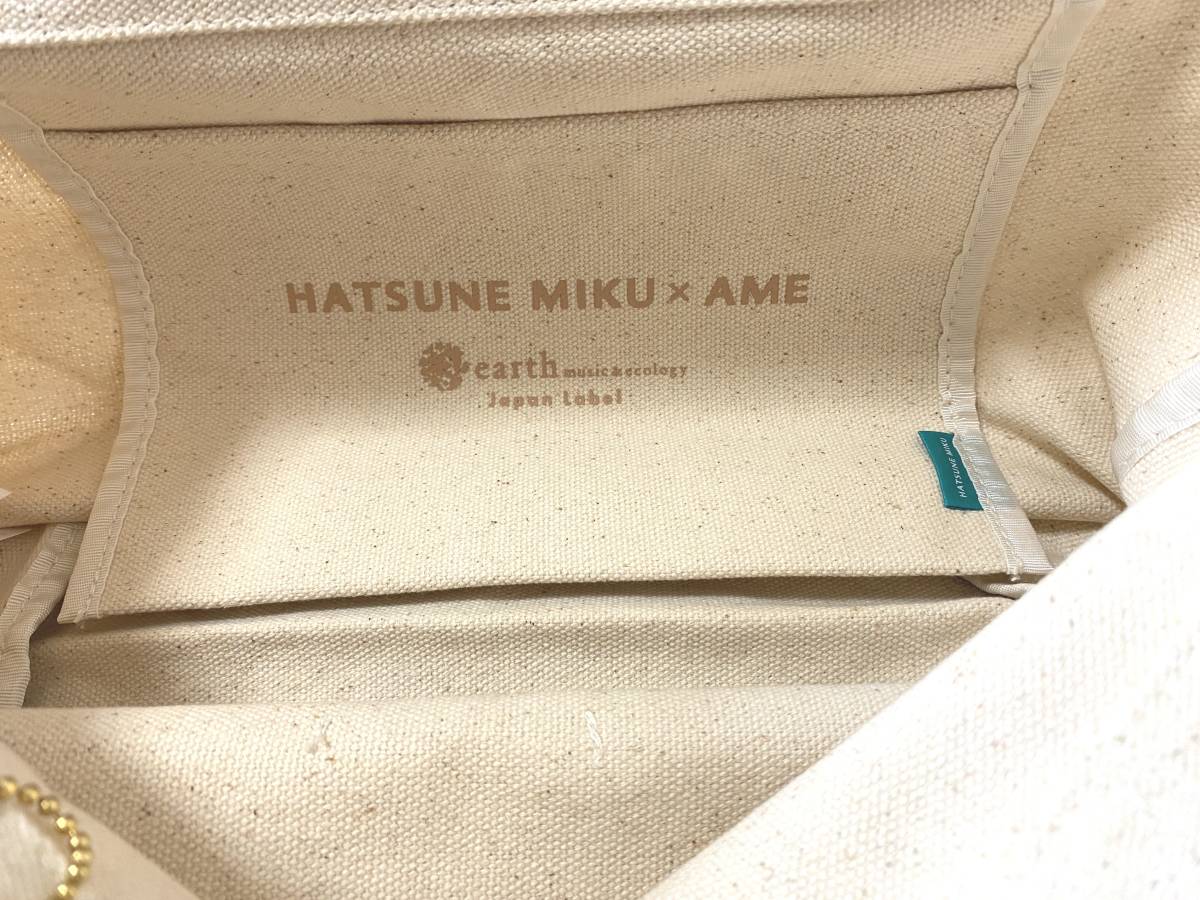 HATSUNE MIKU × AME
earth music&ecology
Japan Label
HATSUNE MIKU